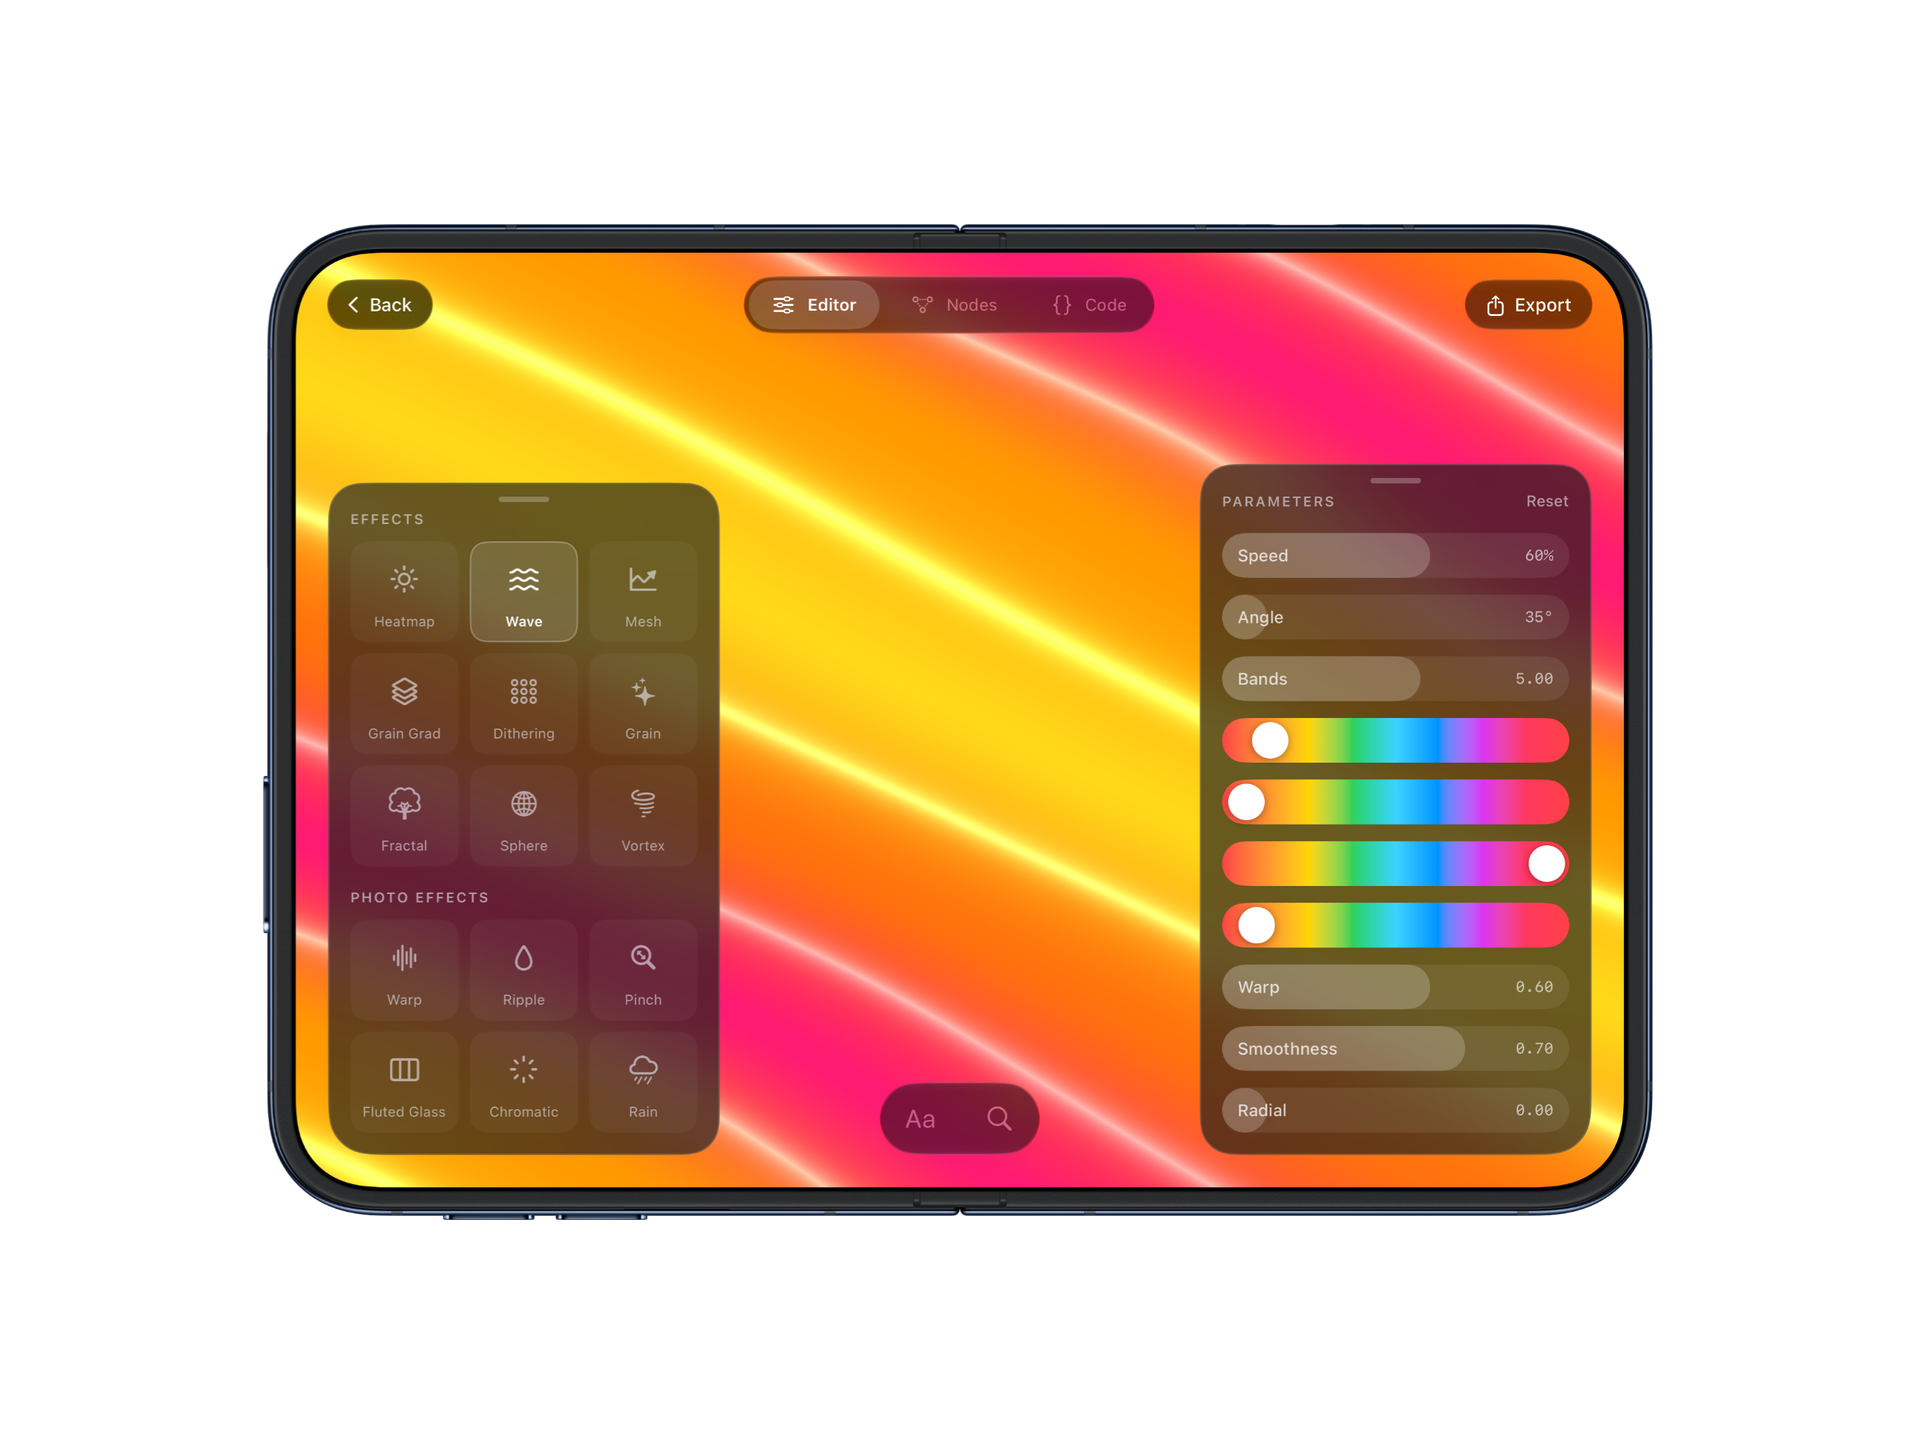 Back
Editor
Nodes
{} Code
Export
EFFECTS
Heatmap
Wave
Mesh
Grain Grad
Dithering
Grain
Fractal
Sphere
Vortex
PHOTO EFFECTS
Warp
Ripple
Pinch
Fluted Glass
Chromatic
Rain
Aa
PARAMETERS
Reset
Speed 60%
Angle 35°
Bands 5.00
Warp 0.60
Smoothness 0.70
Radial 0.00